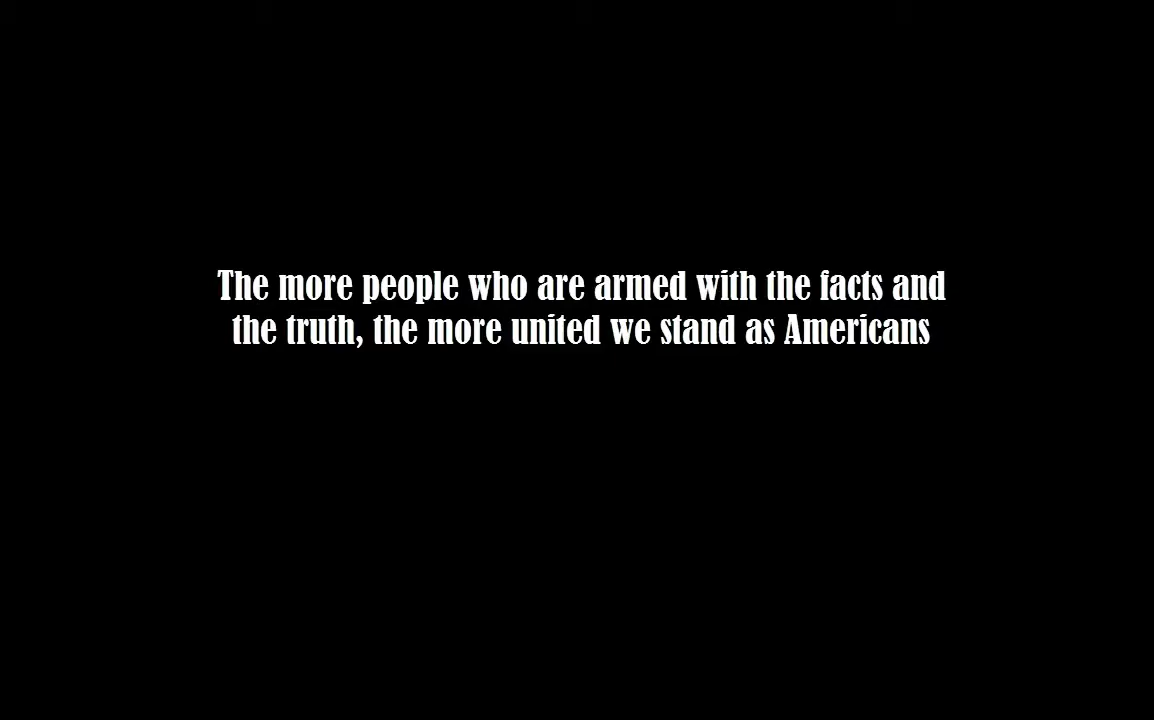 The more people who are armed with the facts and
the truth, the more united we stand as Americans